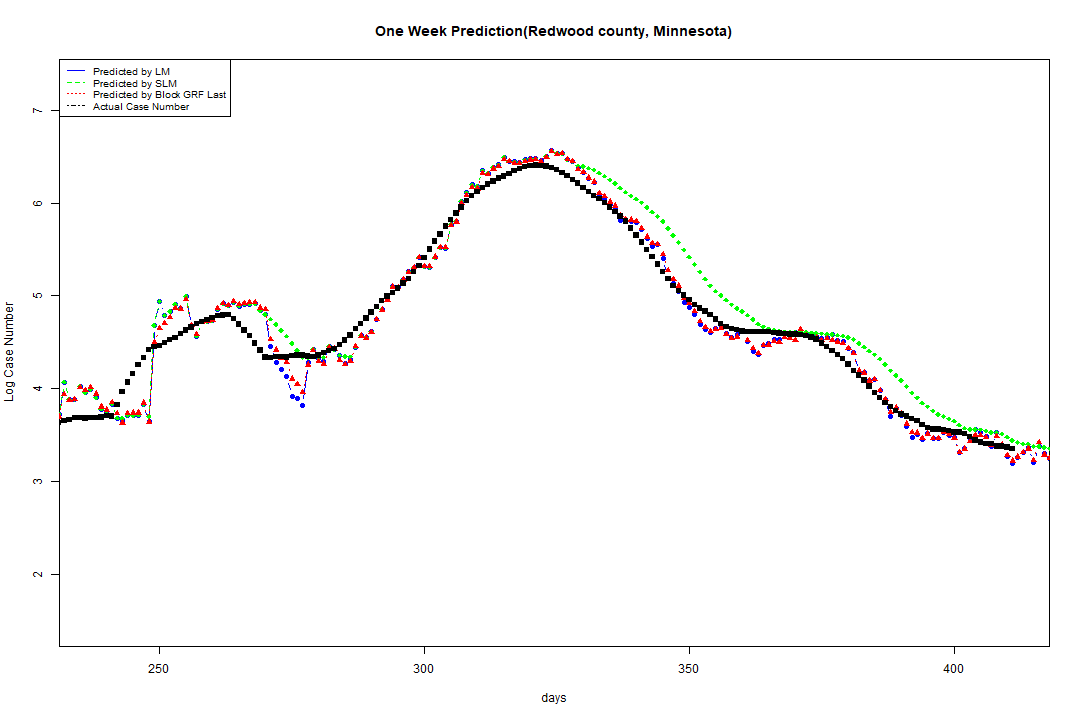 One Week Prediction(Redwood county, Minnesota)
Predicted by LM
Predicted by SLM
Predicted by Block GRF Last
Actual Case Number
7
6
5
4
3
2
Log Case Number
250 300 350 400
days